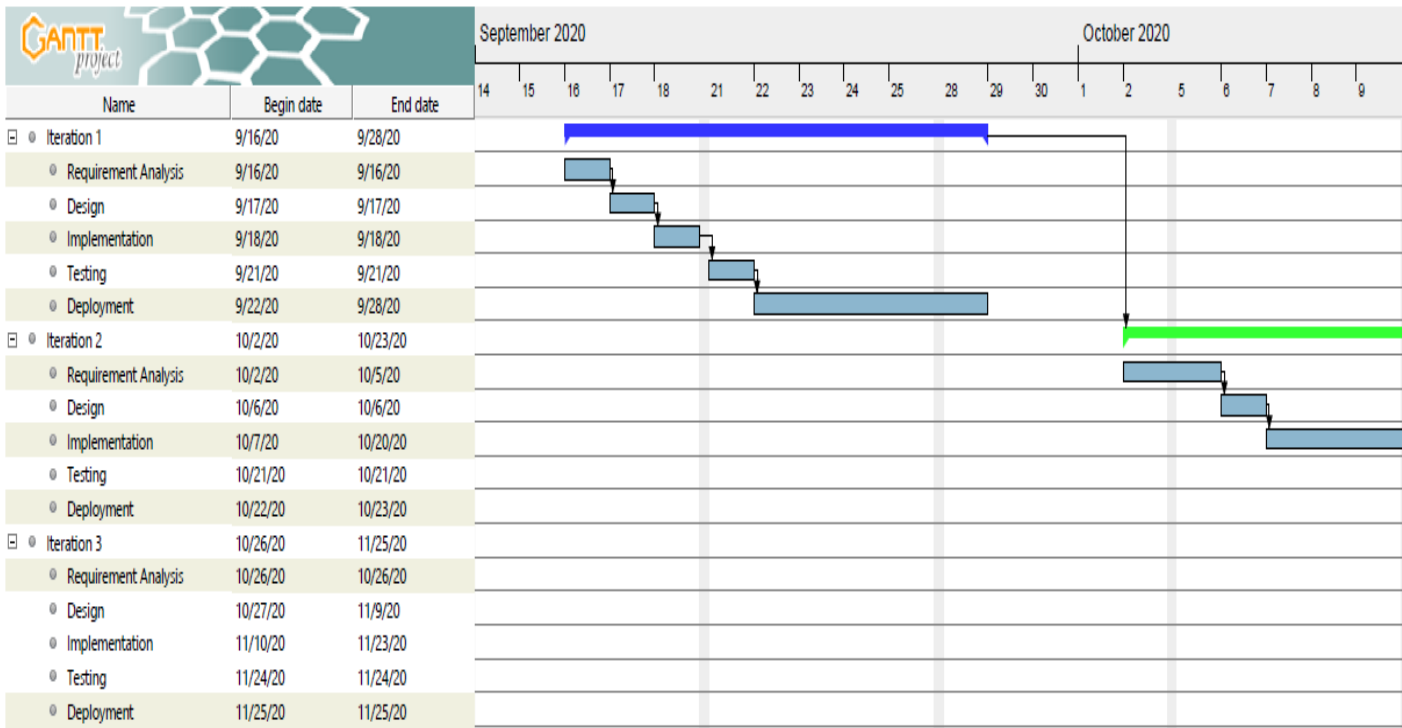 GANTT
project
September 2020 October 2020
14 15 16 17 18 21 22 23 24 25 28 29 30 1 2 5 6 7 8 9
Name Begin date End date
Iteration 1 9/16/20 9/28/20
Requirement Analysis 9/16/20 9/16/20
Design 9/17/20 9/17/20
Implementation 9/18/20 9/18/20
Testing 9/21/20 9/21/20
Deployment 9/22/20 9/28/20
Iteration 2 10/2/20 10/23/20
Requirement Analysis 10/2/20 10/5/20
Design 10/6/20 10/6/20
Implementation 10/7/20 10/20/20
Testing 10/21/20 10/21/20
Deployment 10/22/20 10/23/20
Iteration 3 10/26/20 11/25/20
Requirement Analysis 10/26/20 10/26/20
Design 10/27/20 11/9/20
Implementation 11/10/20 11/23/20
Testing 11/24/20 11/24/20
Deployment 11/25/20 11/25/20